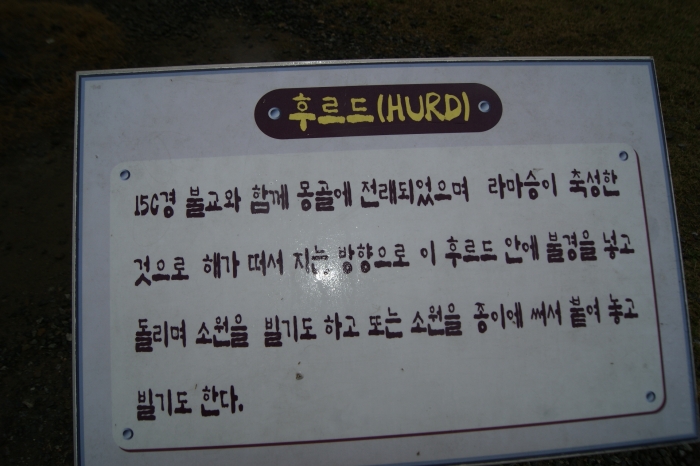 후르드(HURD)
15C경 불교와 함께 몽골에 전래되었으며 라마승이 축성한
것으로 해가 떠서 지는 방향으로 이 후르드 안에 불경을 넣고
돌리며 소원을 빌기도 하고 또는 소원을 종이에 써서 붙여 놓고
빌기도 한다.